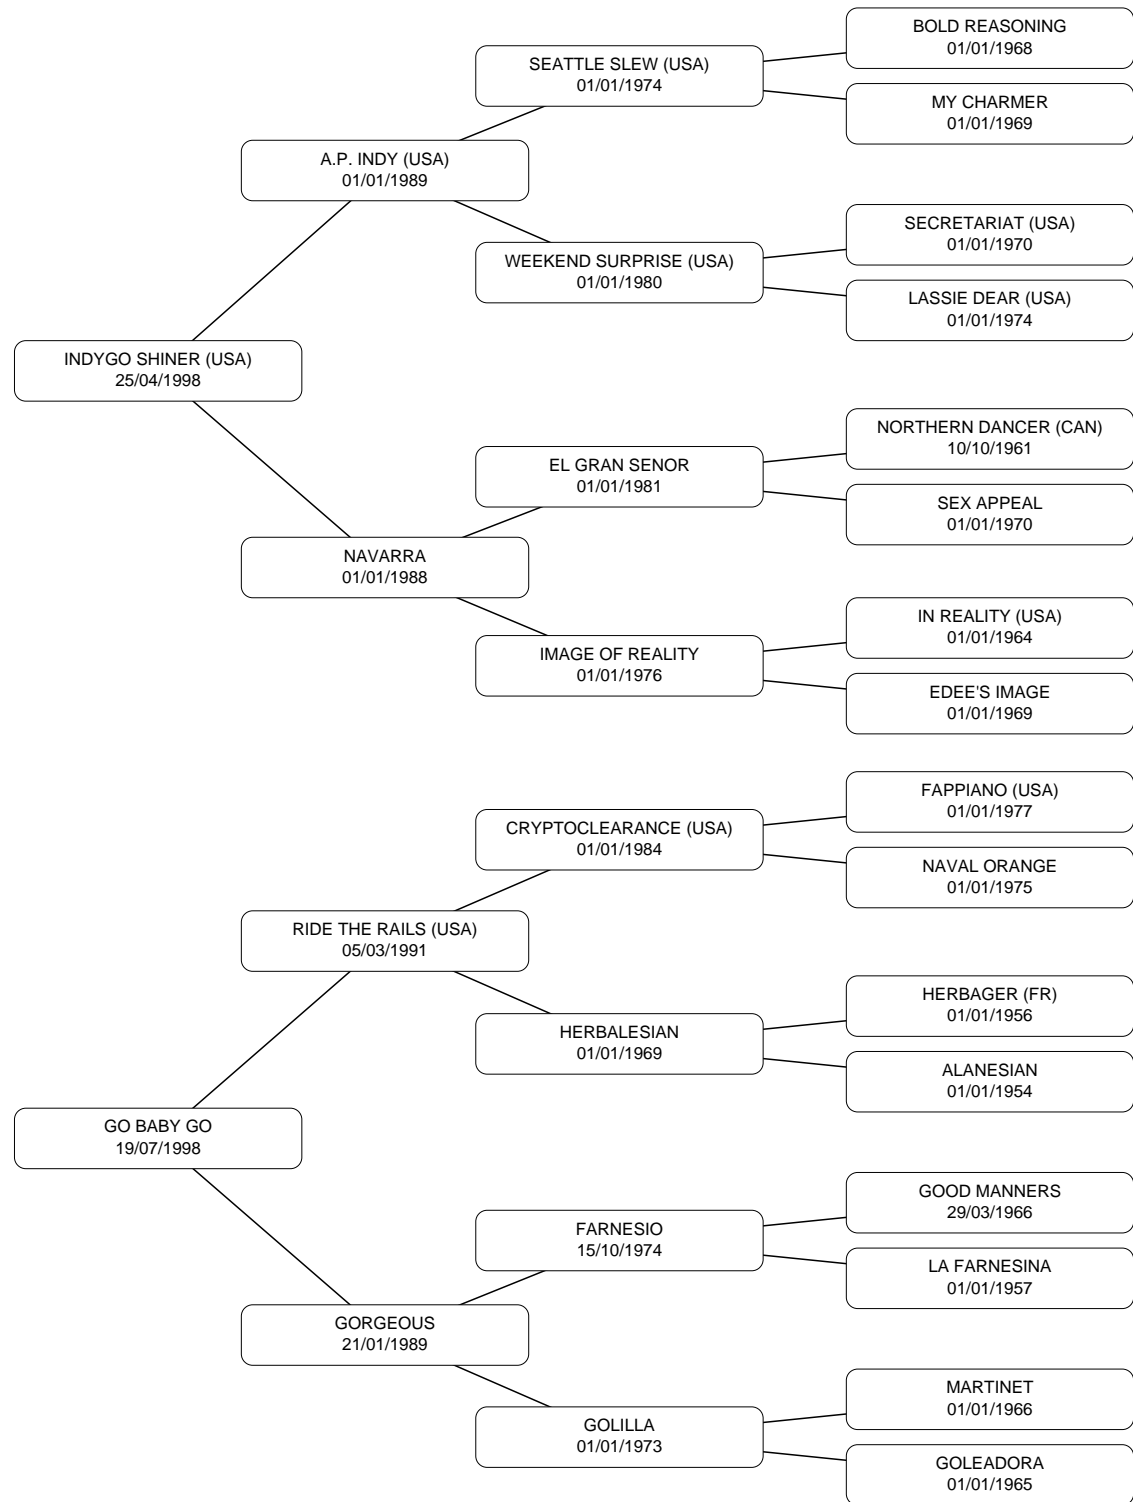 BOLD REASONING
01/01/1968
SEATTLE SLEW (USA)
01/01/1974
MY CHARMER
01/01/1969
A.P. INDY (USA)
01/01/1989
SECRETARIAT (USA)
01/01/1970
WEEKEND SURPRISE (USA)
01/01/1980
LASSIE DEAR (USA)
01/01/1974
INDYGO SHINER (USA)
25/04/1998
NORTHERN DANCER (CAN)
10/10/1961
EL GRAN SENOR
01/01/1981
SEX APPEAL
01/01/1970
NAVARRA
01/01/1988
IN REALITY (USA)
01/01/1964
IMAGE OF REALITY
01/01/1976
EDEE'S IMAGE
01/01/1969
FAPPIANO (USA)
01/01/1977
CRYPTOCLEARANCE (USA)
01/01/1984
NAVAL ORANGE
01/01/1975
RIDE THE RAILS (USA)
05/03/1991
HERBAGER (FR)
01/01/1956
HERBALESIAN
01/01/1969
ALANESIAN
01/01/1954
GO BABY GO
19/07/1998
GOOD MANNERS
29/03/1966
FARNESIO
15/10/1974
LA FARNESINA
01/01/1957
GORGEOUS
21/01/1989
MARTINET
01/01/1966
GOLILLA
01/01/1973
GOLEADORA
01/01/1965